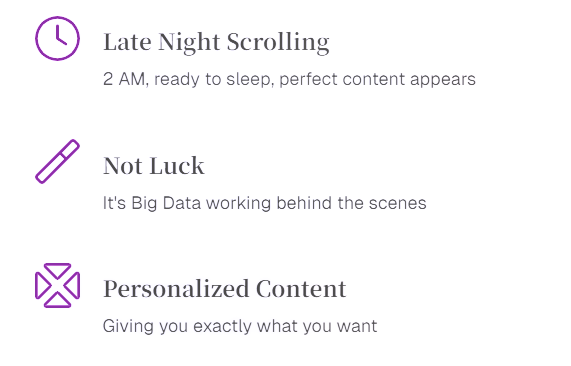 Late Night Scrolling
2 AM, ready to sleep, perfect content appears
Not Luck
It's Big Data working behind the scenes
Personalized Content
Giving you exactly what you want